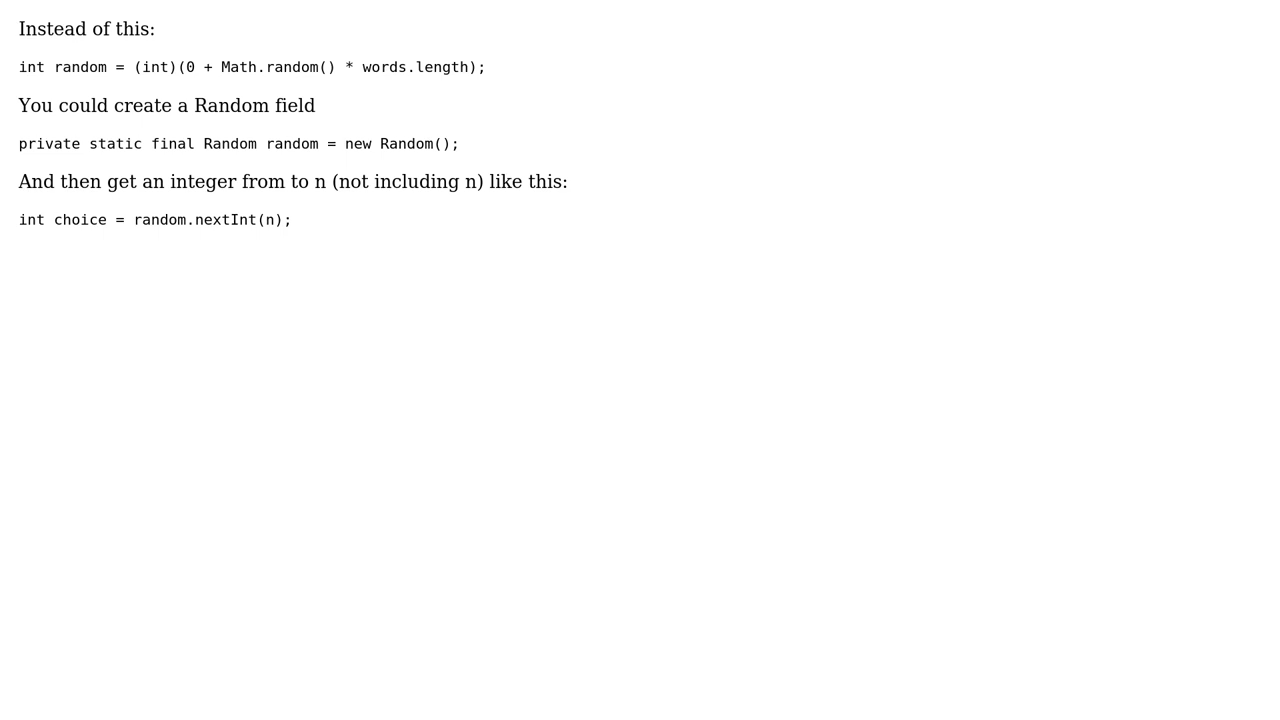 Instead of this:
int random = (int)(0 + Math.random() * words.length);
You could create a Random field
private static final Random random = new Random();
And then get an integer from to n (not including n) like this:
int choice = random.nextInt(n);